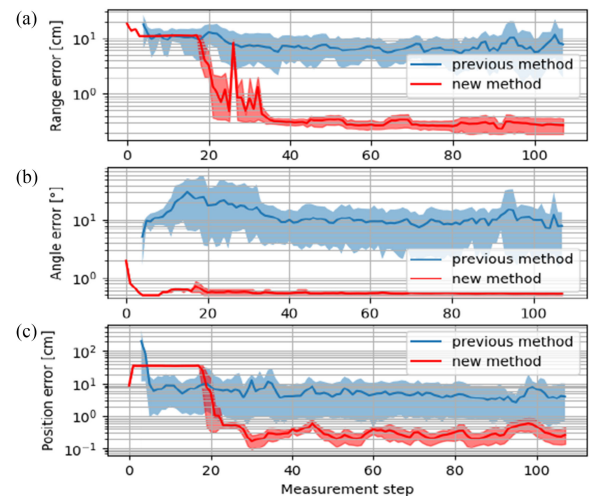 (a)
Range error [cm]
10¹
10⁰
previous method
new method
0 20 40 60 80 100
(b)
Angle error [°]
10¹
10⁰
previous method
new method
0 20 40 60 80 100
(c)
Position error [cm]
10²
10¹
10⁰
10⁻¹
previous method
new method
0 20 40 60 80 100
Measurement step